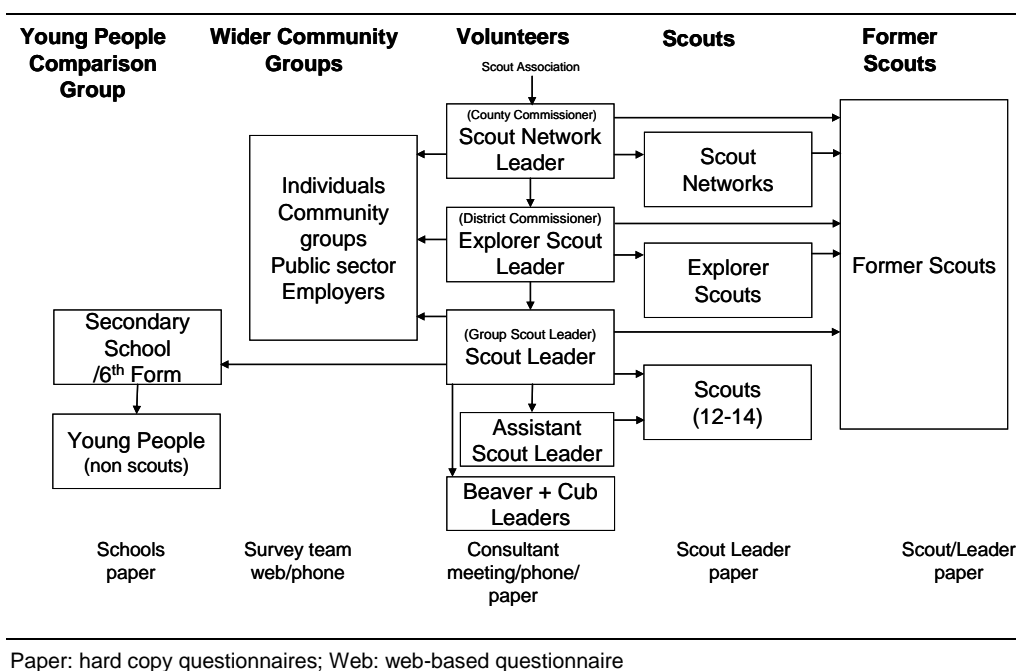 Young People
Comparison
Group
Wider Community
Groups
Volunteers
Scouts
Former
Scouts
Scout Association
(County Commissioner)
Scout Network
Leader
Scout
Networks
Individuals
Community
groups
Public sector
Employers
(District Commissioner)
Explorer Scout
Leader
Explorer
Scouts
Former Scouts
Secondary
School
/6th Form
(Group Scout Leader)
Scout Leader
Scouts
(12-14)
Young People
(non scouts)
Assistant
Scout Leader
Beaver + Cub
Leaders
Schools
paper
Survey team
web/phone
Consultant
meeting/phone/
paper
Scout Leader
paper
Scout/Leader
paper
Paper: hard copy questionnaires; Web: web-based questionnaire